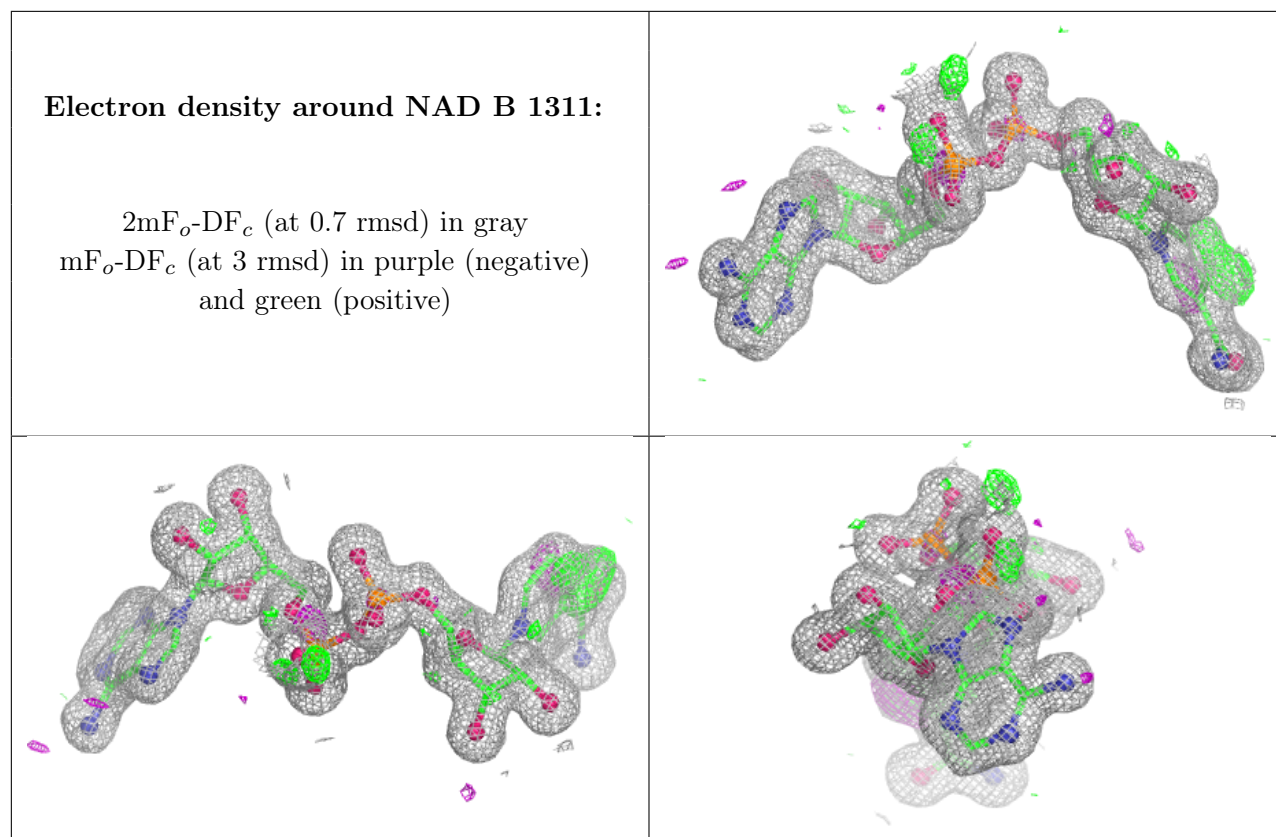 Electron density around NAD B 1311:
2mFo-DFc (at 0.7 rmsd) in gray
mFo-DFc (at 3 rmsd) in purple (negative)
and green (positive)